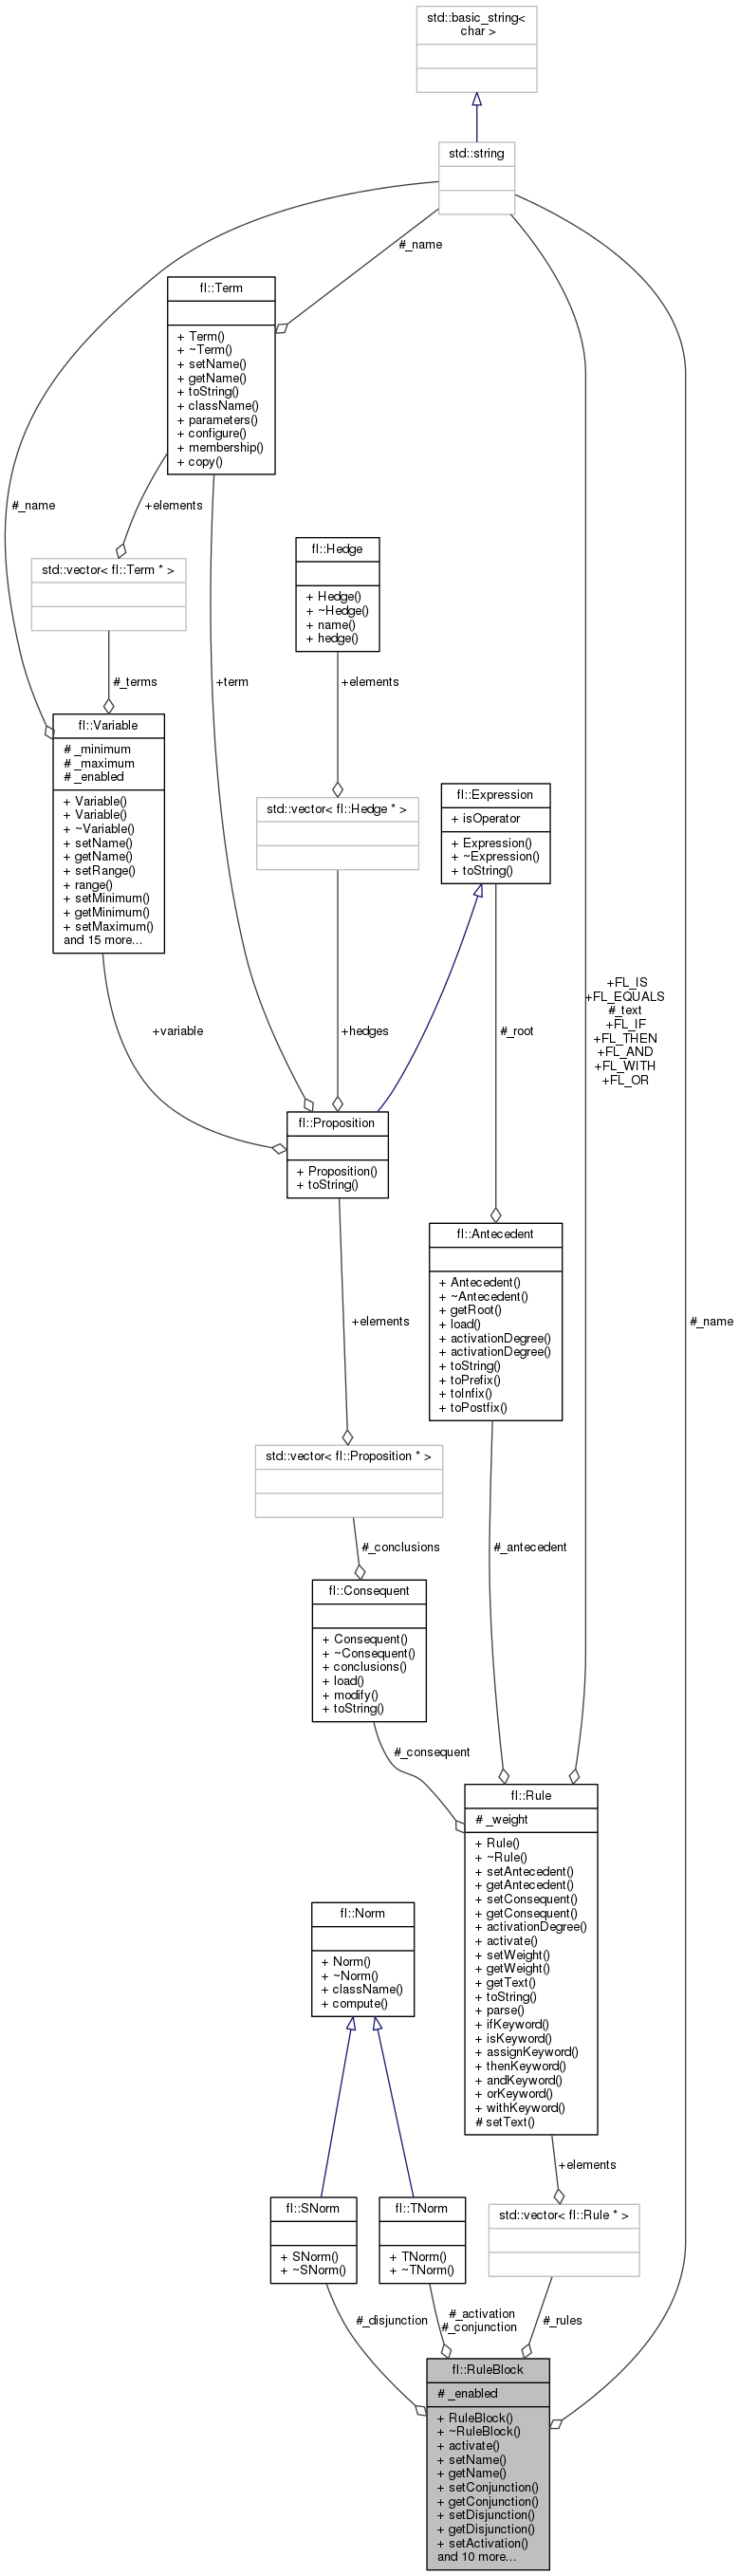 std::basic_string<
char >
std::string
#_name
fl::Term
+ Term()
+ ~Term()
+ setName()
+ getName()
+ toString()
+ className()
+ parameters()
+ configure()
+ membership()
+ copy()
#_name
+elements
fl::Hedge
+ Hedge()
+ ~Hedge()
+ name()
+ hedge()
std::vector< fl::Term * >
#_terms
+term
+elements
fl::Variable
# _minimum
# _maximum
# _enabled
+ Variable()
+ Variable()
+ ~Variable()
+ setName()
+ getName()
+ setRange()
+ range()
+ setMinimum()
+ getMinimum()
+ setMaximum()
and 15 more...
std::vector< fl::Hedge * >
fl::Expression
+ isOperator
+ Expression()
+ ~Expression()
+ toString()
+variable
+hedges
#_root
+FL_IS
+FL_EQUALS
#_text
+FL_IF
+FL_THEN
+FL_AND
+FL_WITH
+FL_OR
fl::Proposition
+ Proposition()
+ toString()
fl::Antecedent
+ Antecedent()
+ ~Antecedent()
+ getRoot()
+ load()
+ activationDegree()
+ activationDegree()
+ toString()
+ toPrefix()
+ toInfix()
+ toPostfix()
+elements
#_name
std::vector< fl::Proposition * >
#_conclusions
#_antecedent
fl::Consequent
+ Consequent()
+ ~Consequent()
+ conclusions()
+ load()
+ modify()
+ toString()
#_consequent
fl::Rule
# _weight
+ Rule()
+ ~Rule()
+ setAntecedent()
+ getAntecedent()
+ setConsequent()
+ getConsequent()
+ activationDegree()
+ activate()
+ setWeight()
+ getWeight()
+ getText()
+ toString()
+ parse()
+ ifKeyword()
+ isKeyword()
+ assignKeyword()
+ thenKeyword()
+ andKeyword()
+ orKeyword()
+ withKeyword()
# setText()
fl::Norm
+ Norm()
+ ~Norm()
+ className()
+ compute()
+elements
fl::SNorm
+ SNorm()
+ ~SNorm()
fl::TNorm
+ TNorm()
+ ~TNorm()
std::vector< fl::Rule * >
#_disjunction
#_activation
#_conjunction
#_rules
fl::RuleBlock
# _enabled
+ RuleBlock()
+ ~RuleBlock()
+ activate()
+ setName()
+ getName()
+ setConjunction()
+ getConjunction()
+ setDisjunction()
+ getDisjunction()
+ setActivation()
and 10 more...